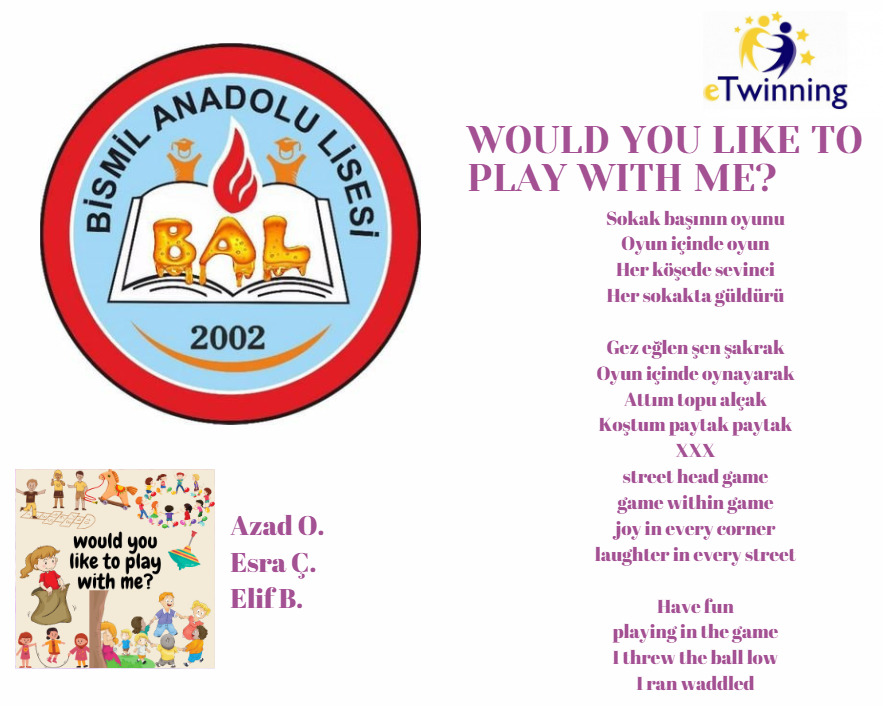 BİSMİL ANADOLU LİSESİ
BAL
2002
eTwinning
WOULD YOU LIKE TO
PLAY WITH ME?
Sokak başının oyunu
Oyun içinde oyun
Her köşede sevinci
Her sokakta güldürü
Gez eğlen şen şakrak
Oyun içinde oynayarak
Attım topu alçak
Koştum paytak paytak
XXX
street head game
game within game
joy in every corner
laughter in every street
Have fun
playing in the game
I threw the ball low
I ran waddled
would you
like to play
with me?
Azad O.
Esra Ç.
Elif B.